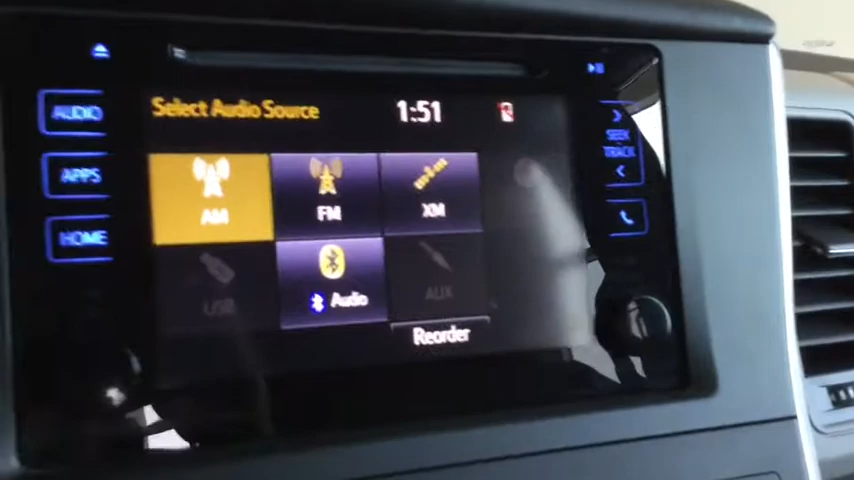 AUDIO
Select Audio Source
1:51
SEEK
TRACK
APPS
AM
FM
XM
HOME
USB
Audio
AUX
Reorder